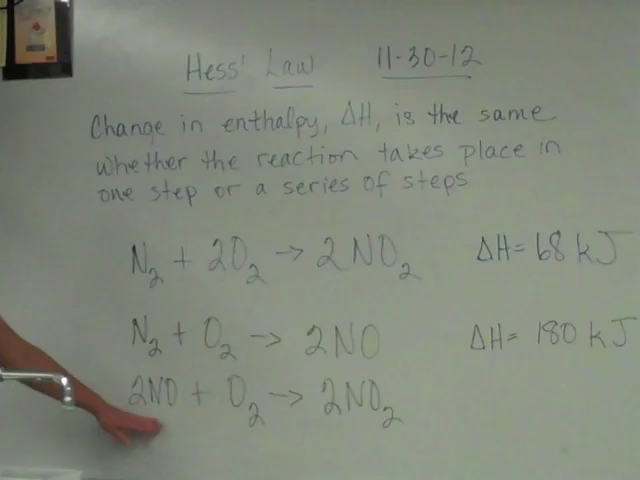 Hess' Law 11-30-12
Change in enthalpy, ΔH, is the same
whether the reaction takes place in
one step or a series of steps
N₂ + 2O₂ → 2NO₂ ΔH= 68 kJ
N₂ + O₂ → 2NO ΔH= 180 kJ
2NO + O₂ → 2NO₂